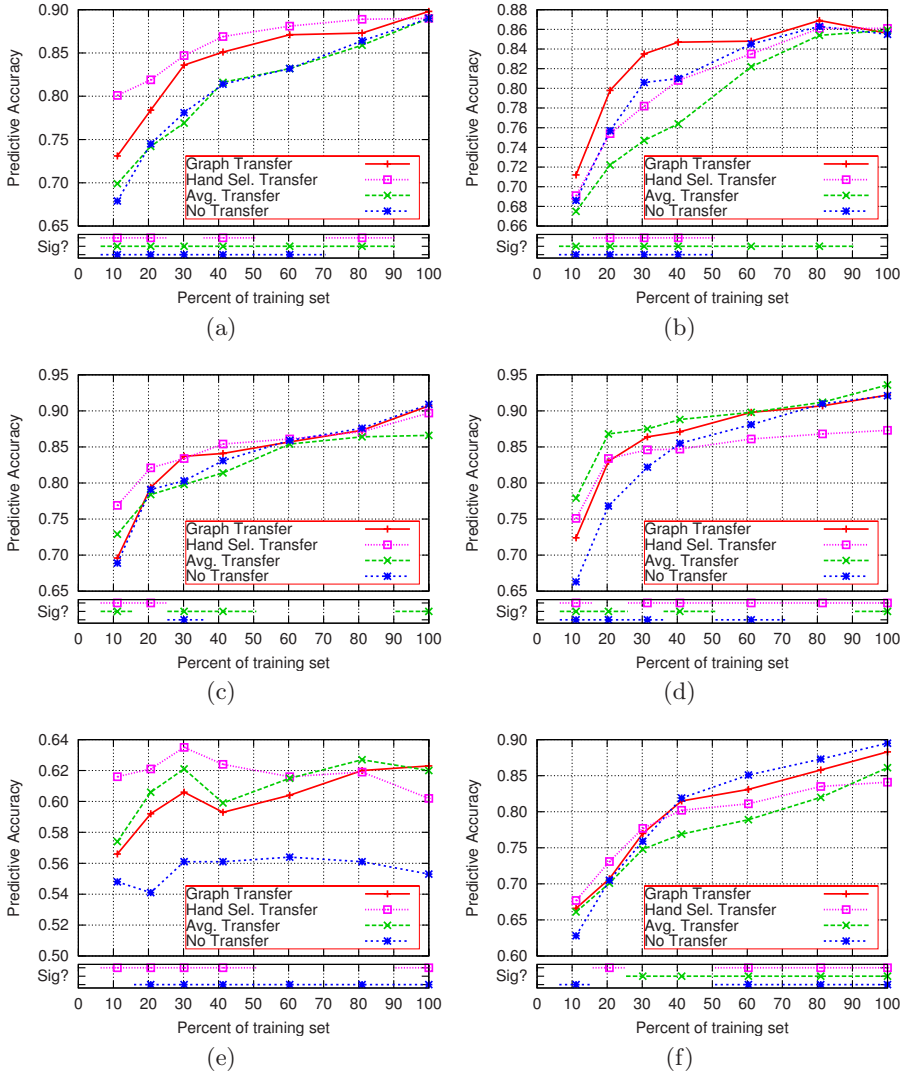 0.90
0.85
0.80
0.75
0.70
0.65
Predictive Accuracy
Graph Transfer
Hand Sel. Transfer
Avg. Transfer
No Transfer
Sig?
0 10 20 30 40 50 60 70 80 90 100
Percent of training set
(a)
0.88
0.86
0.84
0.82
0.80
0.78
0.76
0.74
0.72
0.70
0.68
0.66
Predictive Accuracy
Graph Transfer
Hand Sel. Transfer
Avg. Transfer
No Transfer
Sig?
0 10 20 30 40 50 60 70 80 90 100
Percent of training set
(b)
0.95
0.90
0.85
0.80
0.75
0.70
0.65
Predictive Accuracy
Graph Transfer
Hand Sel. Transfer
Avg. Transfer
No Transfer
Sig?
0 10 20 30 40 50 60 70 80 90 100
Percent of training set
(c)
0.95
0.90
0.85
0.80
0.75
0.70
0.65
Predictive Accuracy
Graph Transfer
Hand Sel. Transfer
Avg. Transfer
No Transfer
Sig?
0 10 20 30 40 50 60 70 80 90 100
Percent of training set
(d)
0.64
0.62
0.60
0.58
0.56
0.54
0.52
0.50
Predictive Accuracy
Graph Transfer
Hand Sel. Transfer
Avg. Transfer
No Transfer
Sig?
0 10 20 30 40 50 60 70 80 90 100
Percent of training set
(e)
0.90
0.85
0.80
0.75
0.70
0.65
0.60
Predictive Accuracy
Graph Transfer
Hand Sel. Transfer
Avg. Transfer
No Transfer
Sig?
0 10 20 30 40 50 60 70 80 90 100
Percent of training set
(f)